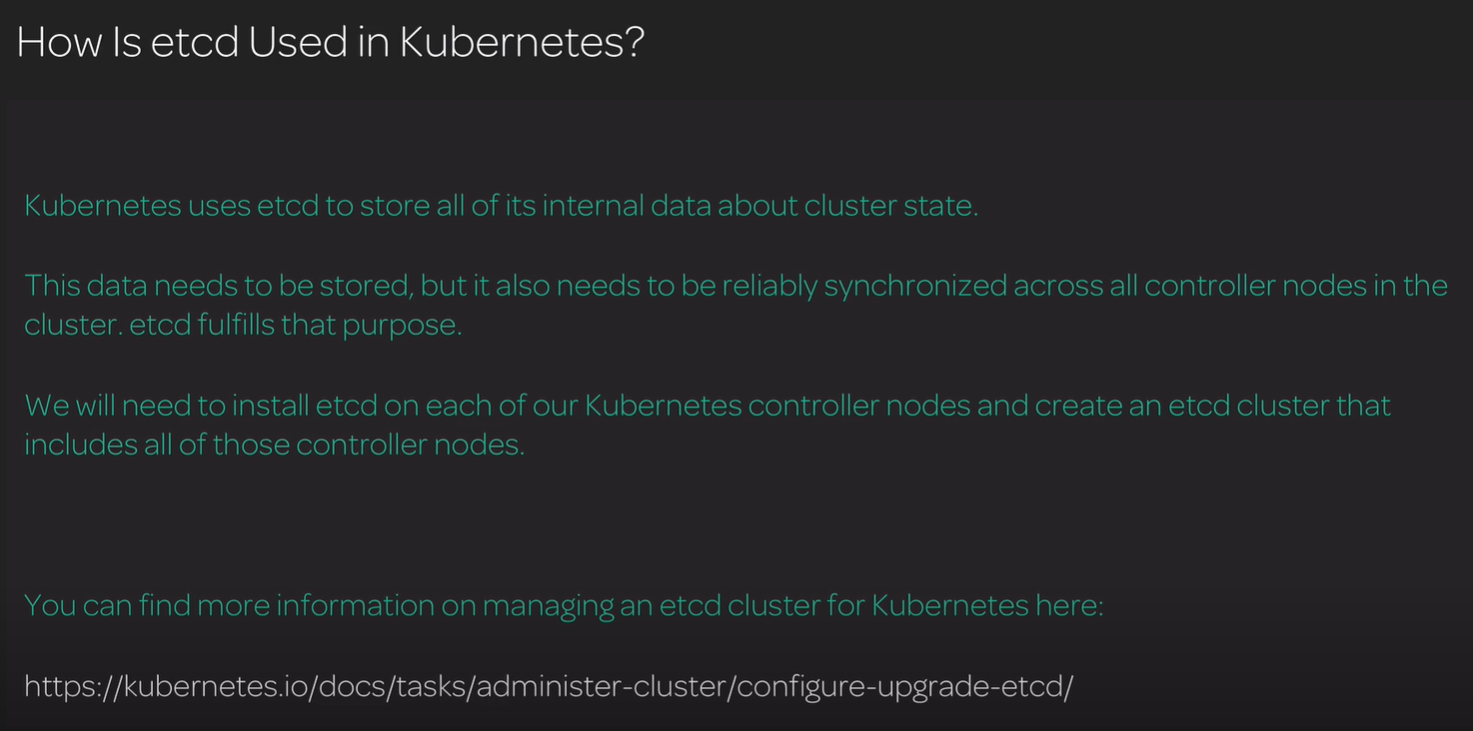 How Is etcd Used in Kubernetes?
Kubernetes uses etcd to store all of its internal data about cluster state.
This data needs to be stored, but it also needs to be reliably synchronized across all controller nodes in the
cluster. etcd fulfills that purpose.
We will need to install etcd on each of our Kubernetes controller nodes and create an etcd cluster that
includes all of those controller nodes.
You can find more information on managing an etcd cluster for Kubernetes here:
https://kubernetes.io/docs/tasks/administer-cluster/configure-upgrade-etcd/